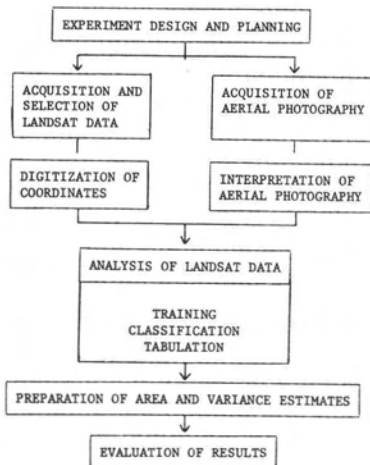 EXPERIMENT DESIGN AND PLANNING
ACQUISITION AND
SELECTION OF
LANDSAT DATA
ACQUISITION OF
AERIAL PHOTOGRAPHY
DIGITIZATION OF
COORDINATES
INTERPRETATION OF
AERIAL PHOTOGRAPHY
ANALYSIS OF LANDSAT DATA
TRAINING
CLASSIFICATION
TABULATION
PREPARATION OF AREA AND VARIANCE ESTIMATES
EVALUATION OF RESULTS